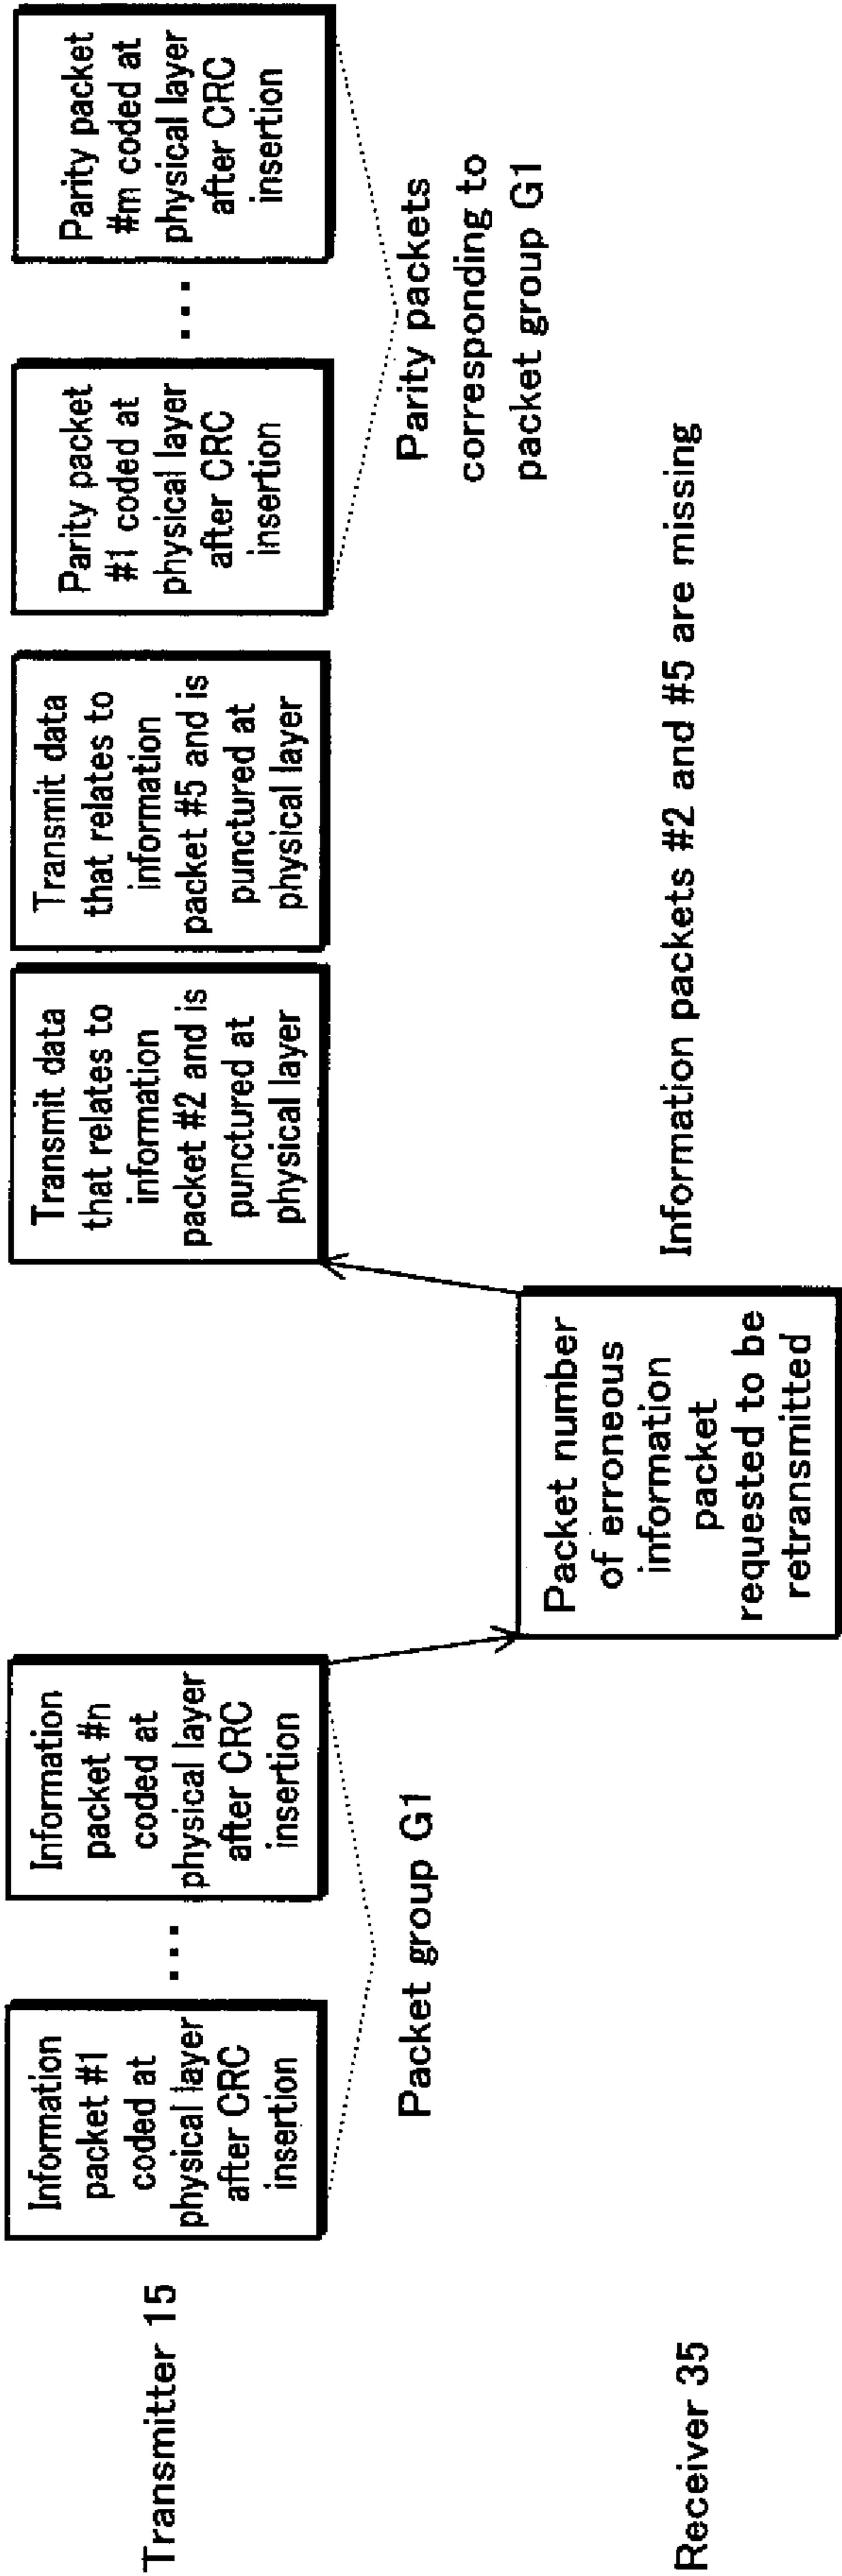 Transmitter 15
Information
packet #1
coded at
physical layer
after CRC
insertion
...
Information
packet #n
coded at
physical layer
after CRC
insertion
Packet group G1
Transmit data
that relates to
information
packet #2 and is
punctured at
physical layer
Transmit data
that relates to
information
packet #5 and is
punctured at
physical layer
Parity packet
#1 coded at
physical layer
after CRC
insertion
...
Parity packet
#m coded at
physical layer
after CRC
insertion
Parity packets
corresponding to
packet group G1
Receiver 35
Packet number
of erroneous
information
packet
requested to be
retransmitted
Information packets #2 and #5 are missing